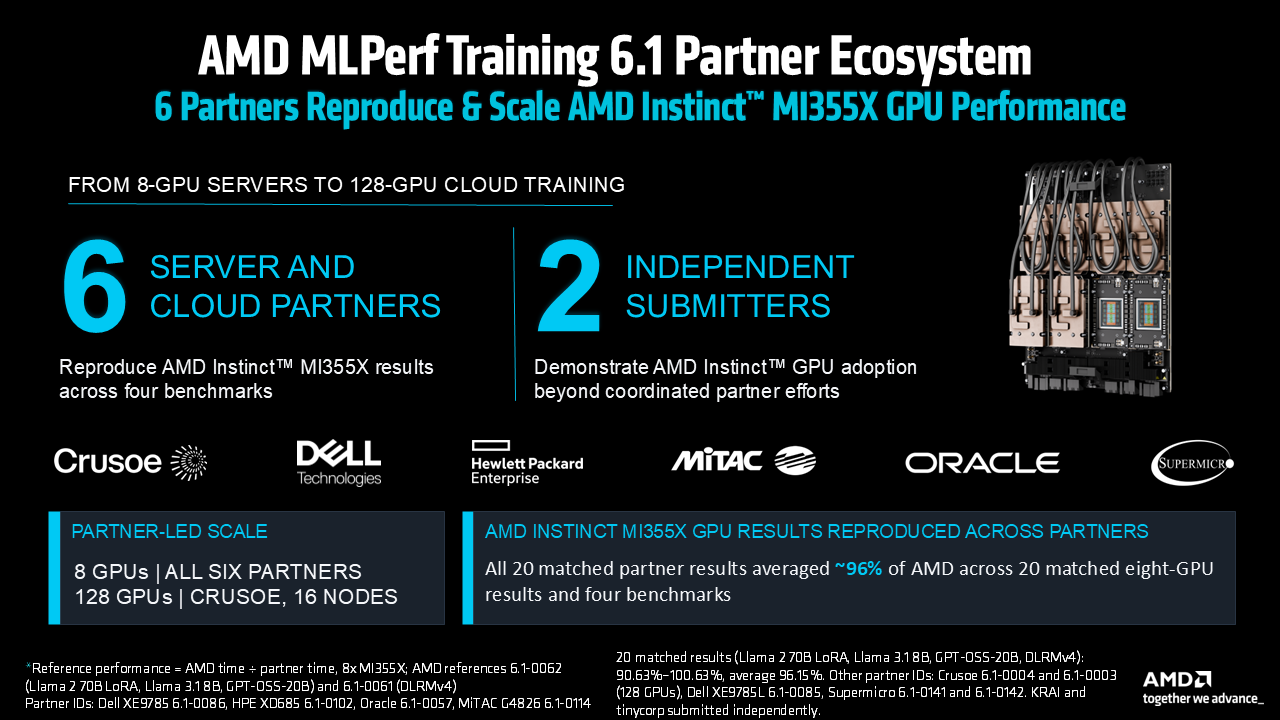 AMD MLPerf Training 6.1 Partner Ecosystem
6 Partners Reproduce & Scale AMD Instinct™ MI355X GPU Performance
FROM 8-GPU SERVERS TO 128-GPU CLOUD TRAINING
6 SERVER AND
CLOUD PARTNERS
Reproduce AMD Instinct™ MI355X results
across four benchmarks
2 INDEPENDENT
SUBMITTERS
Demonstrate AMD Instinct™ GPU adoption
beyond coordinated partner efforts
Crusoe
DELL
Technologies
Hewlett Packard
Enterprise
MiTAC
ORACLE
SUPERMICRO
PARTNER-LED SCALE
8 GPUs | ALL SIX PARTNERS
128 GPUs | CRUSOE, 16 NODES
AMD INSTINCT MI355X GPU RESULTS REPRODUCED ACROSS PARTNERS
All 20 matched partner results averaged ~96% of AMD across 20 matched eight-GPU
results and four benchmarks
*Reference performance = AMD time ÷ partner time, 8x MI355X; AMD references 6.1-0062
(Llama 2 70B LoRA, Llama 3.1 8B, GPT-OSS-20B) and 6.1-0061 (DLRMv4)
Partner IDs: Dell XE9785 6.1-0086, HPE XD685 6.1-0102, Oracle 6.1-0057, MiTAC G4826 6.1-0114
20 matched results (Llama 2 70B LoRA, Llama 3.1 8B, GPT-OSS-20B, DLRMv4):
90.63%–100.63%, average 96.15%. Other partner IDs: Crusoe 6.1-0004 and 6.1-0003
(128 GPUs), Dell XE9785L 6.1-0085, Supermicro 6.1-0141 and 6.1-0142. KRAI and
tinycorp submitted independently.
AMD
together we advance_